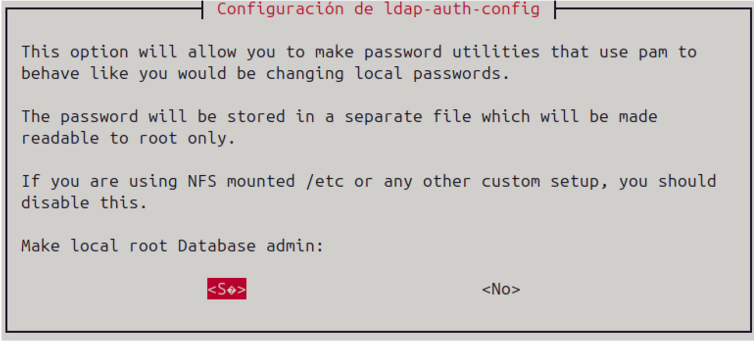 Configuración de ldap-auth-config
This option will allow you to make password utilities that use pam to
behave like you would be changing local passwords.
The password will be stored in a separate file which will be made
readable to root only.
If you are using NFS mounted /etc or any other custom setup, you should
disable this.
Make local root Database admin:
<S�> <No>